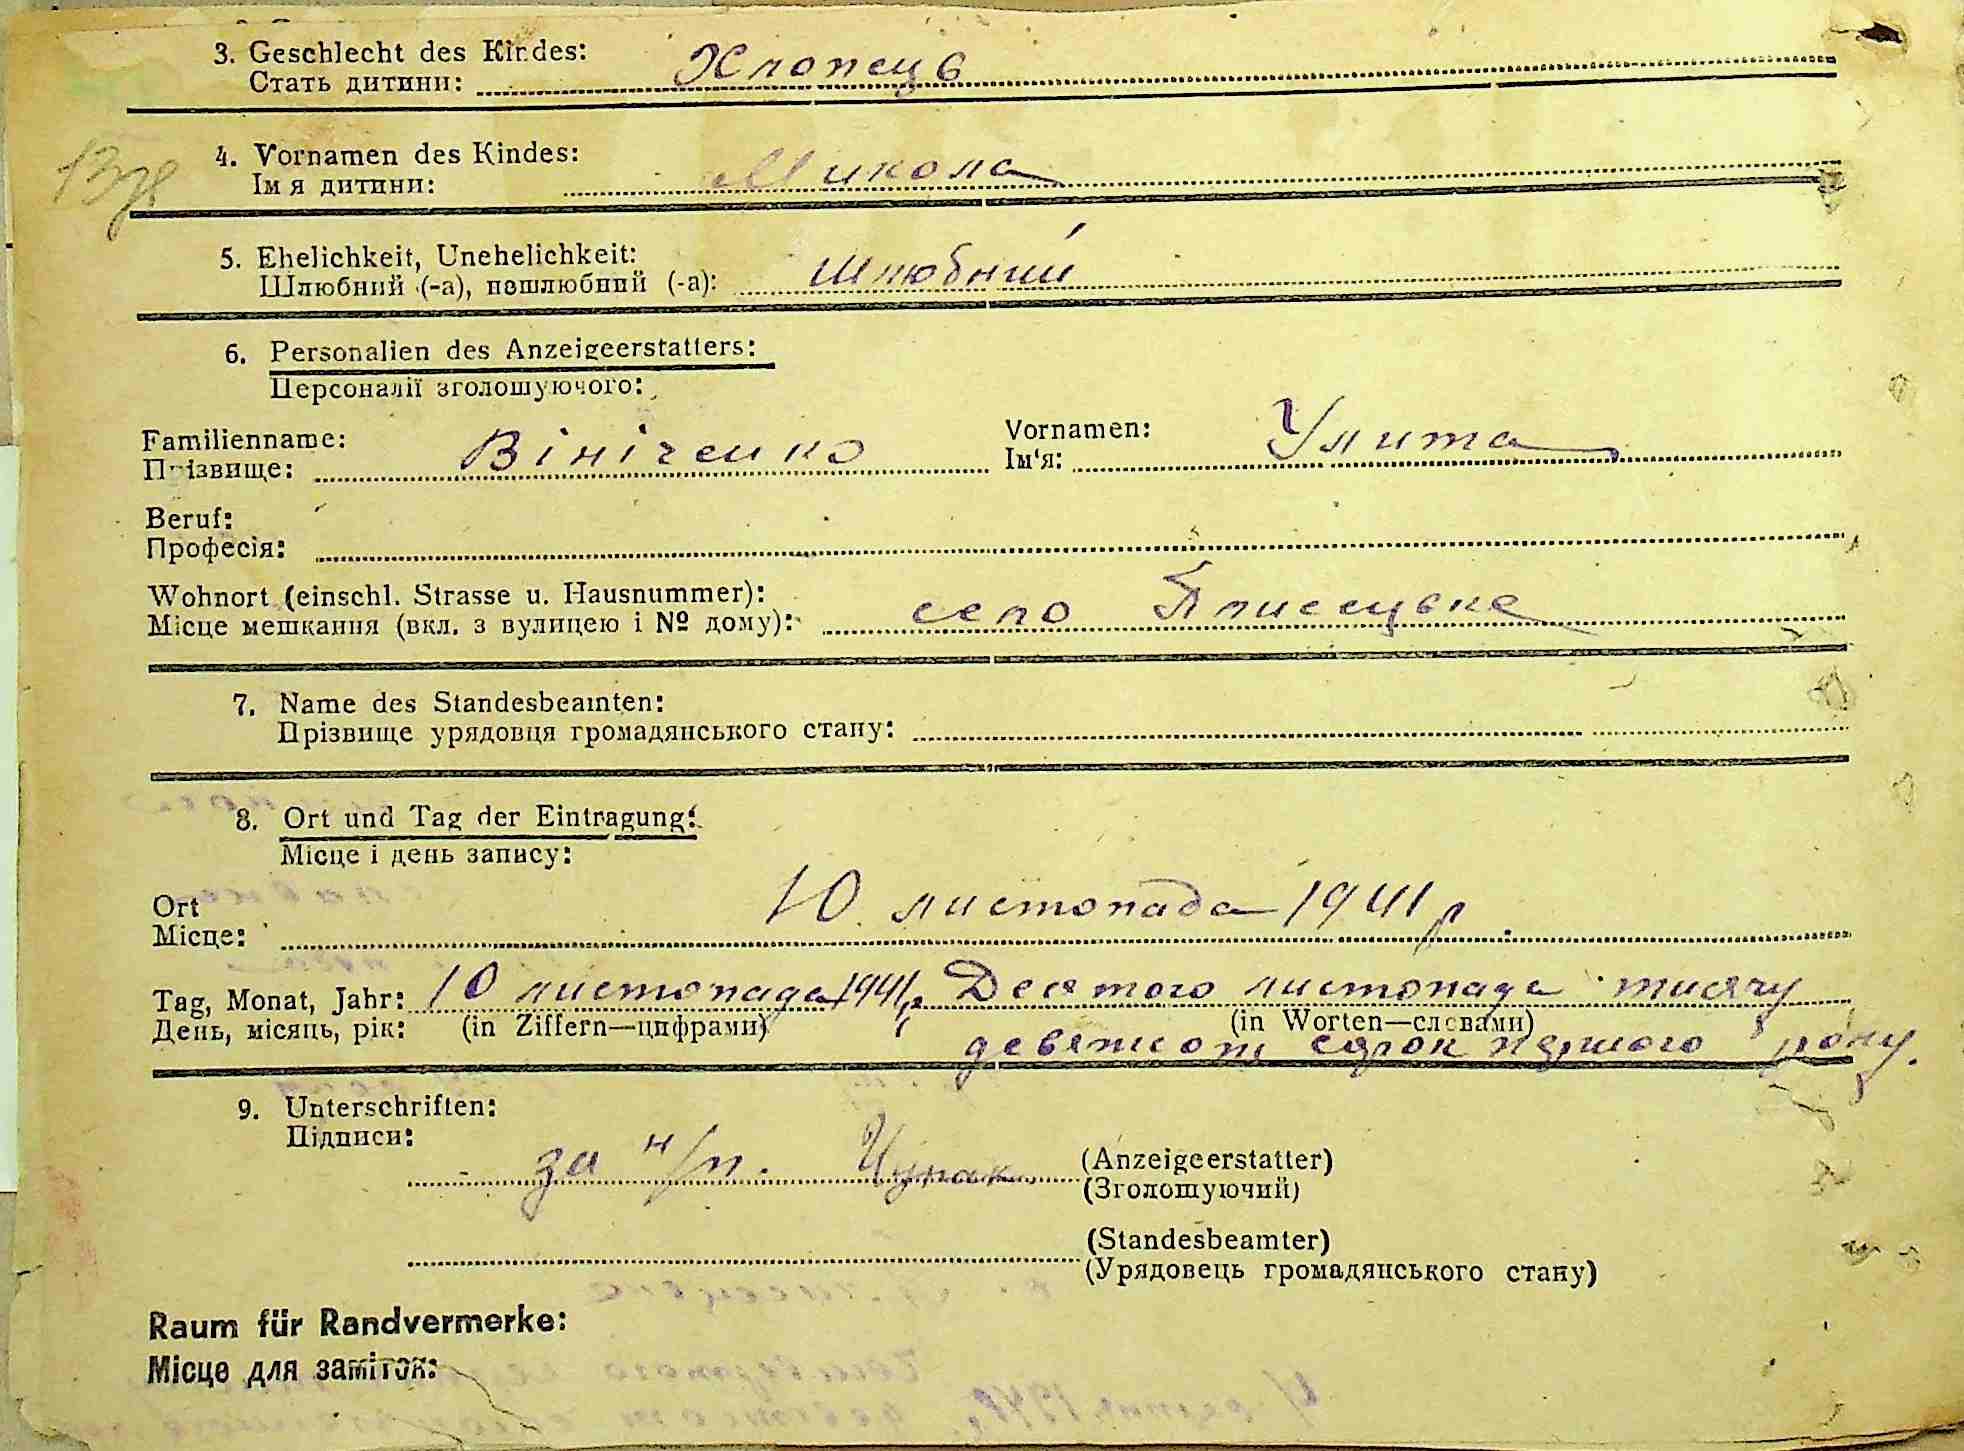 3. Geschlecht des Kindes:
Стать дитини: Хлопець
4. Vornamen des Kindes:
Імя дитини: Микола
5. Ehelichkeit, Unehelichkeit:
Шлюбний (-а), нешлюбний (-а): Шлюбний
6. Personalien des Anzeigeerstatters:
Персоналії зголошуючого:
Familienname: Вініченко Vornamen: Улита
Прізвище: Ім'я:
Beruf:
Професія:
Wohnort (einschl. Strasse u. Hausnummer):
Місце мешкання (вкл. з вулицею і № дому): село Плисецьке
7. Name des Standesbeamten:
Прізвище урядовця громадянського стану:
8. Ort und Tag der Eintragung:
Місце і день запису:
Ort 10 листопада 1941 р
Місце:
Tag, Monat, Jahr: 10 листопада 1941 р. Десятого листопада тисячу
День, місяць, рік: (in Ziffern—цифрами) (in Worten—словами)
девятсот сорок першого року.
9. Unterschriften:
Підписи:
за н/п. (Anzeigeerstatter)
(Зголошуючий)
(Standesbeamter)
(Урядовець громадянського стану)
Raum für Randvermerke:
Місце для заміток: